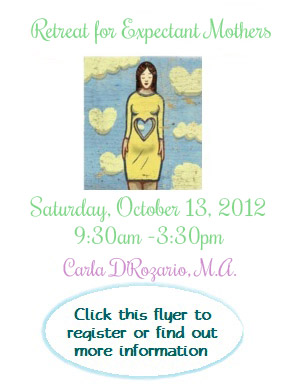 Retreat for Expectant Mothers
Saturday, October 13, 2012
9:30am -3:30pm
Carla DiRozario, M.A.
Click this flyer to
register or find out
more information